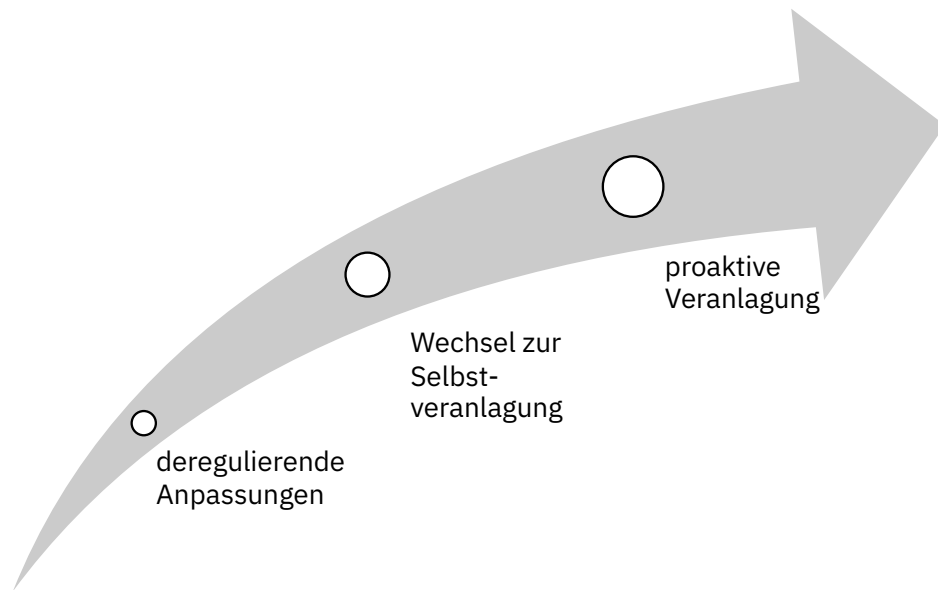 proaktive
Veranlagung
Wechsel zur
Selbst-
veranlagung
deregulierende
Anpassungen